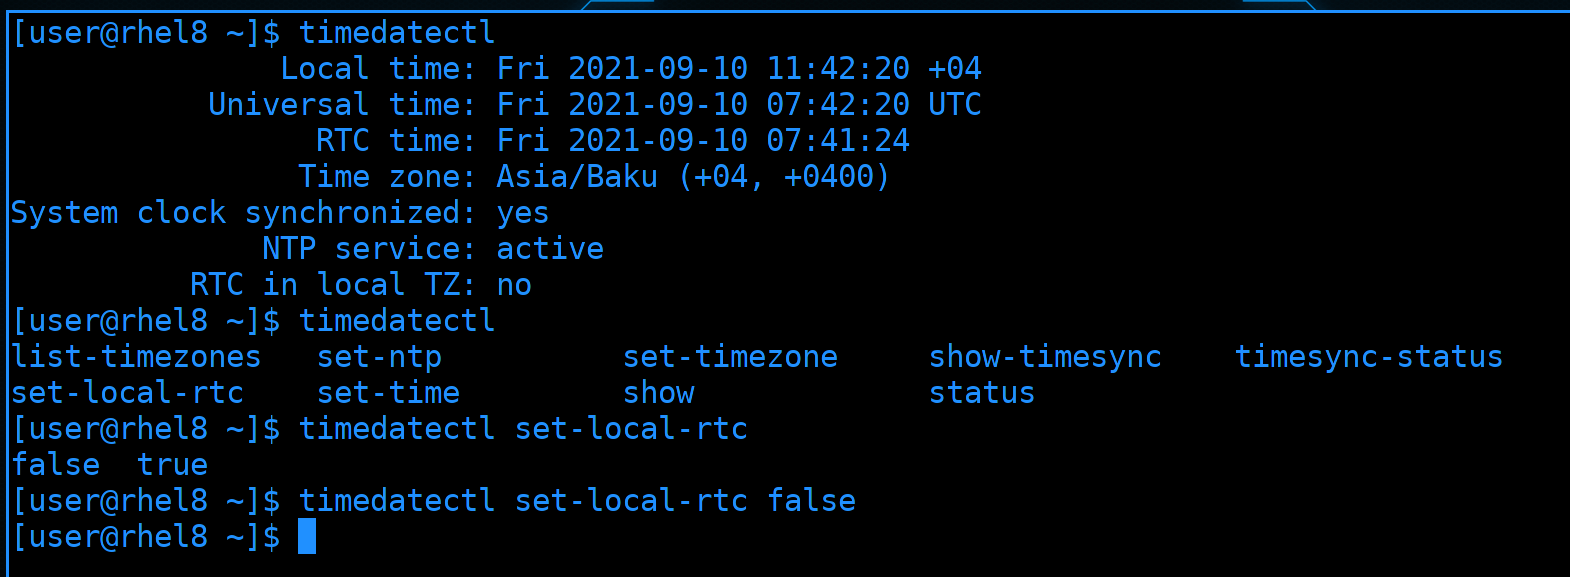 [user@rhel8 ~]$ timedatectl
               Local time: Fri 2021-09-10 11:42:20 +04
           Universal time: Fri 2021-09-10 07:42:20 UTC
                 RTC time: Fri 2021-09-10 07:41:24
                Time zone: Asia/Baku (+04, +0400)
System clock synchronized: yes
              NTP service: active
          RTC in local TZ: no
[user@rhel8 ~]$ timedatectl
list-timezones   set-ntp          set-timezone     show-timesync    timesync-status
set-local-rtc    set-time         show             status
[user@rhel8 ~]$ timedatectl set-local-rtc
false  true
[user@rhel8 ~]$ timedatectl set-local-rtc false
[user@rhel8 ~]$